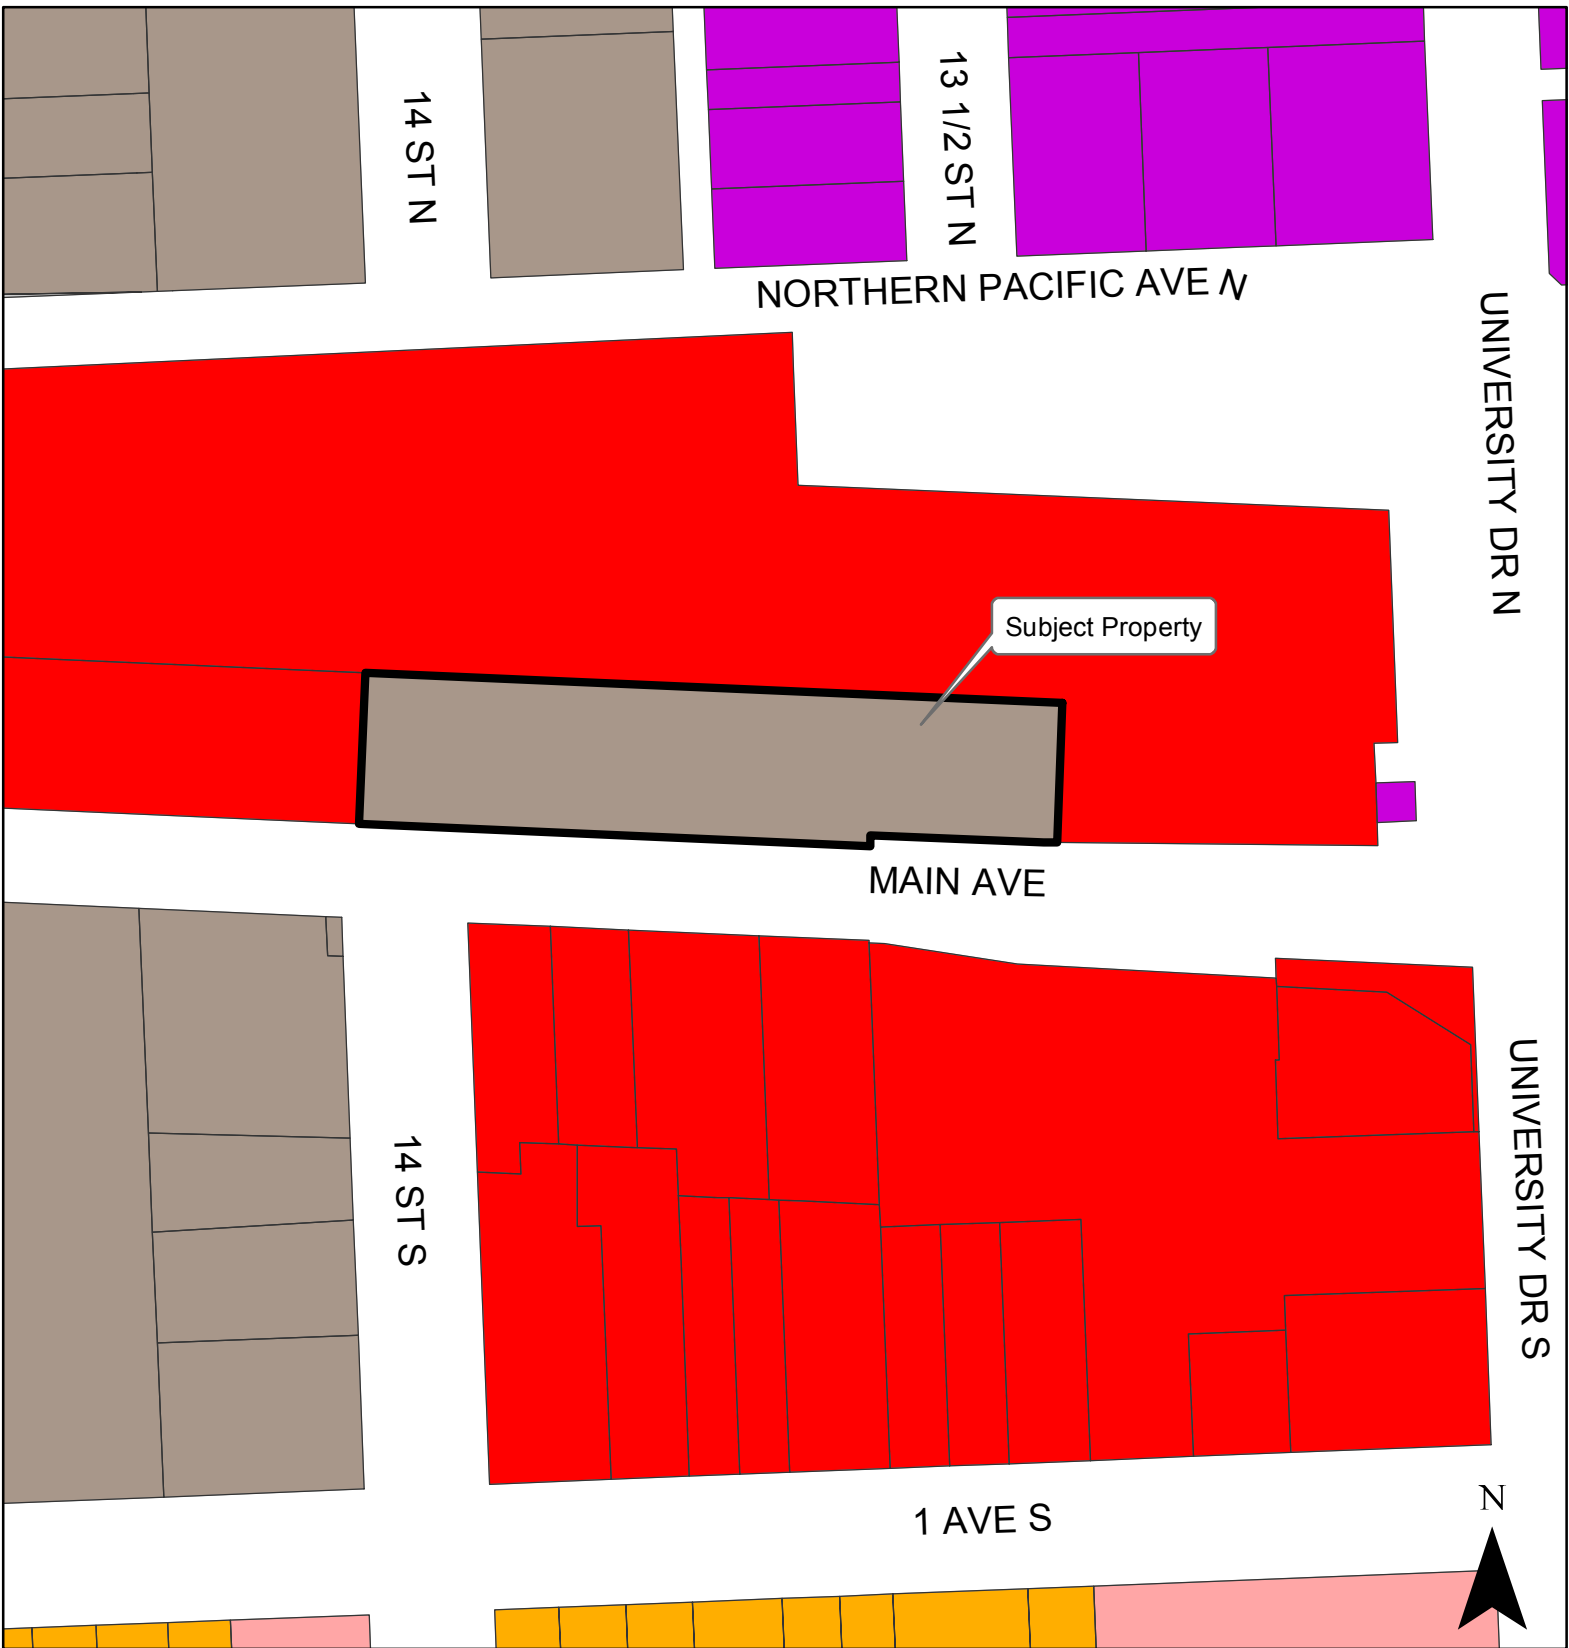 14 ST N
13 1/2 ST N
NORTHERN PACIFIC AVE N
UNIVERSITY DR N
Subject Property
MAIN AVE
14 ST S
UNIVERSITY DR S
1 AVE S
N